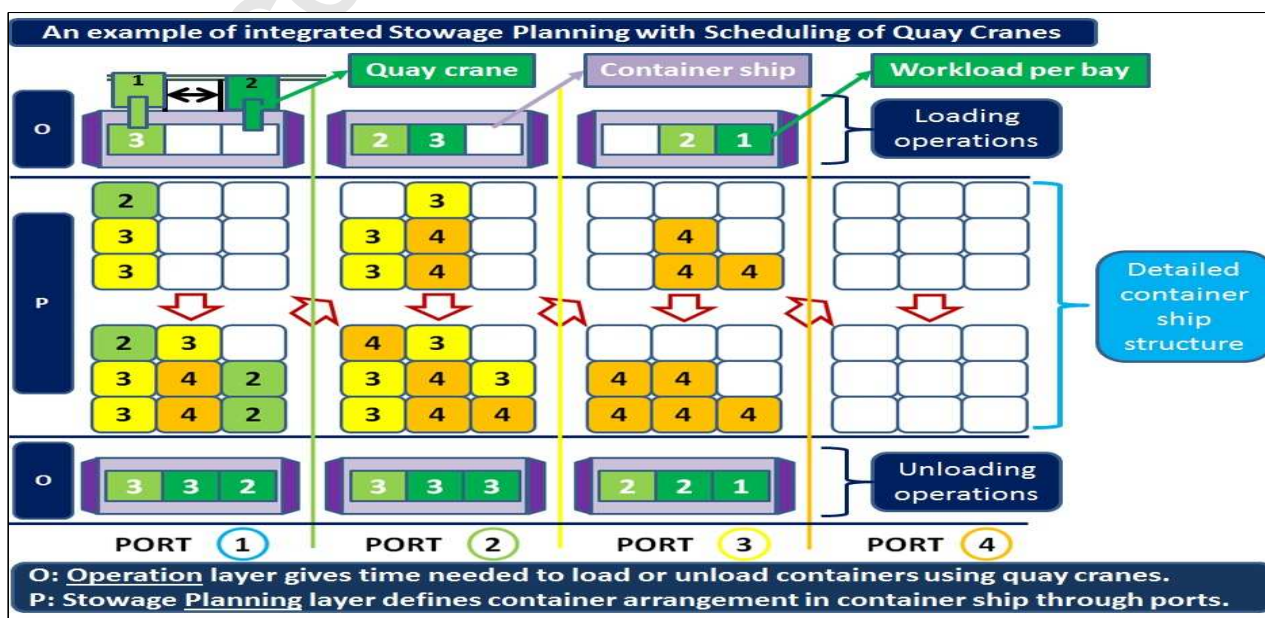 An example of integrated Stowage Planning with Scheduling of Quay Cranes
1 2 Quay crane Container ship Workload per bay
O 3 2 3 2 1 Loading operations
2 3
3 3 4 4
3 3 4 4 4
P Detailed container ship structure
2 3 4 3
3 4 2 3 4 3 4 4
3 4 2 3 4 4 4 4 4
O 3 3 2 3 3 3 2 2 1 Unloading operations
PORT 1 PORT 2 PORT 3 PORT 4
O: Operation layer gives time needed to load or unload containers using quay cranes.
P: Stowage Planning layer defines container arrangement in container ship through ports.